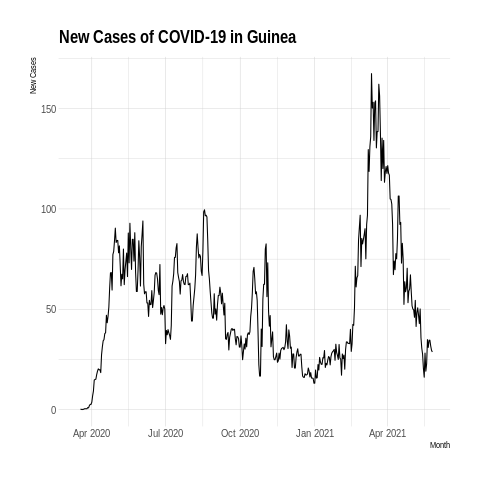 New Cases of COVID-19 in Guinea
New Cases
150
100
50
0
Apr 2020 Jul 2020 Oct 2020 Jan 2021 Apr 2021
Month